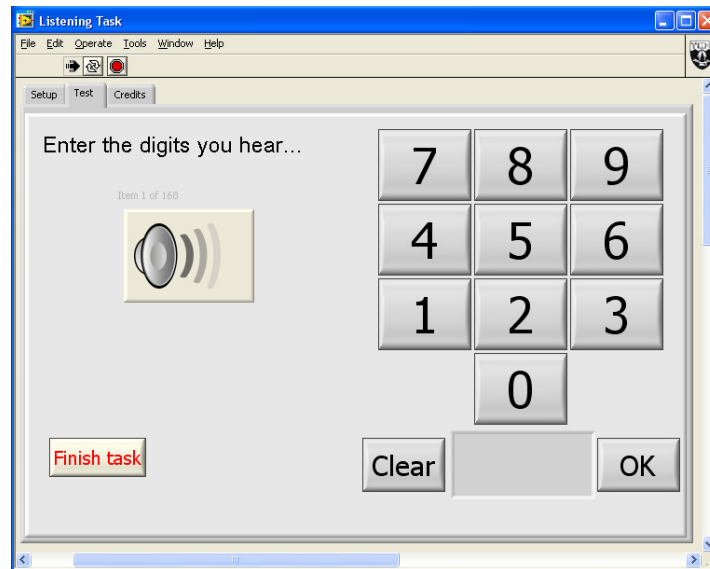 Listening Task
File Edit Operate Tools Window Help
Setup Test Credits
Enter the digits you hear...
Item 1 of 168
7 8 9
4 5 6
1 2 3
0
Finish task
Clear
OK